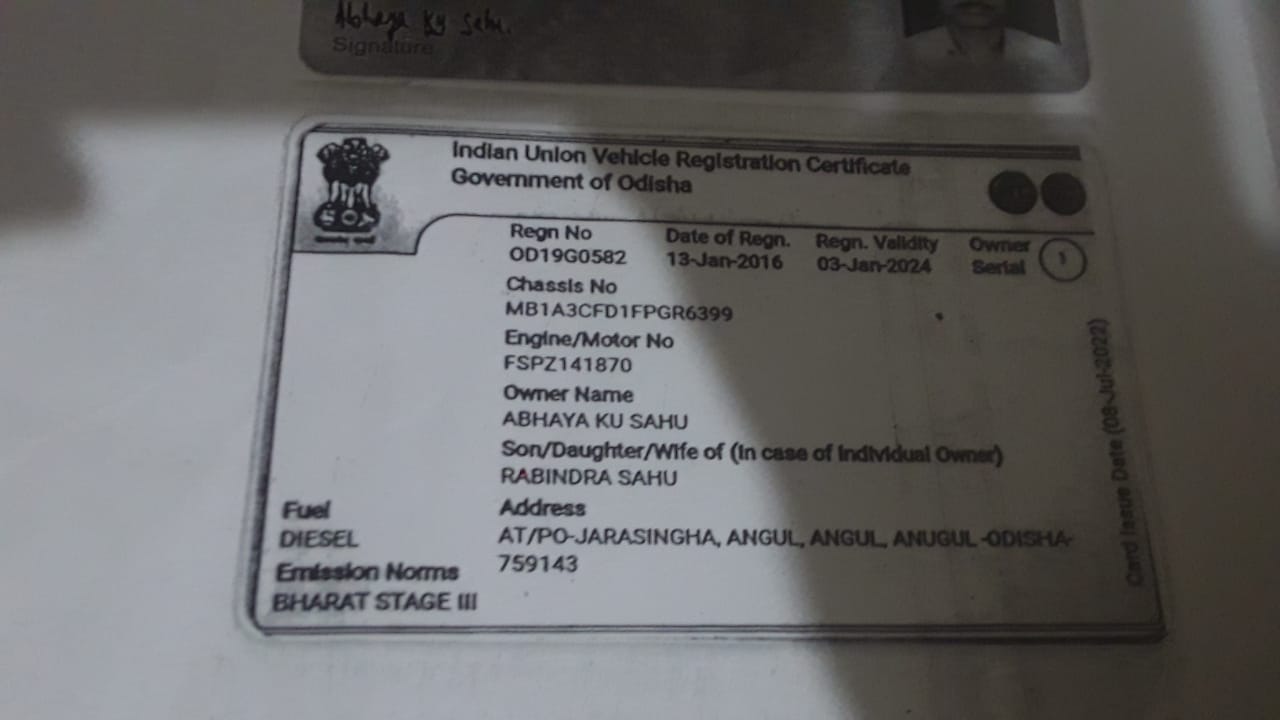 Abhaya Ku Sahu.
Signature
Indian Union Vehicle Registration Certificate
Government of Odisha
Regn No Date of Regn. Regn. Validity Owner Serial 1
OD19G0582 13-Jan-2016 03-Jan-2024
Chassis No
MB1A3CFD1FPGR6399
Engine/Motor No
FSPZ141870
Owner Name
ABHAYA KU SAHU
Son/Daughter/Wife of (In case of Individual Owner)
RABINDRA SAHU
Fuel Address
DIESEL AT/PO-JARASINGHA, ANGUL, ANGUL, ANUGUL -ODISHA-
759143
Emission Norms
BHARAT STAGE III
Card Issue Date (08-Jul-2022)